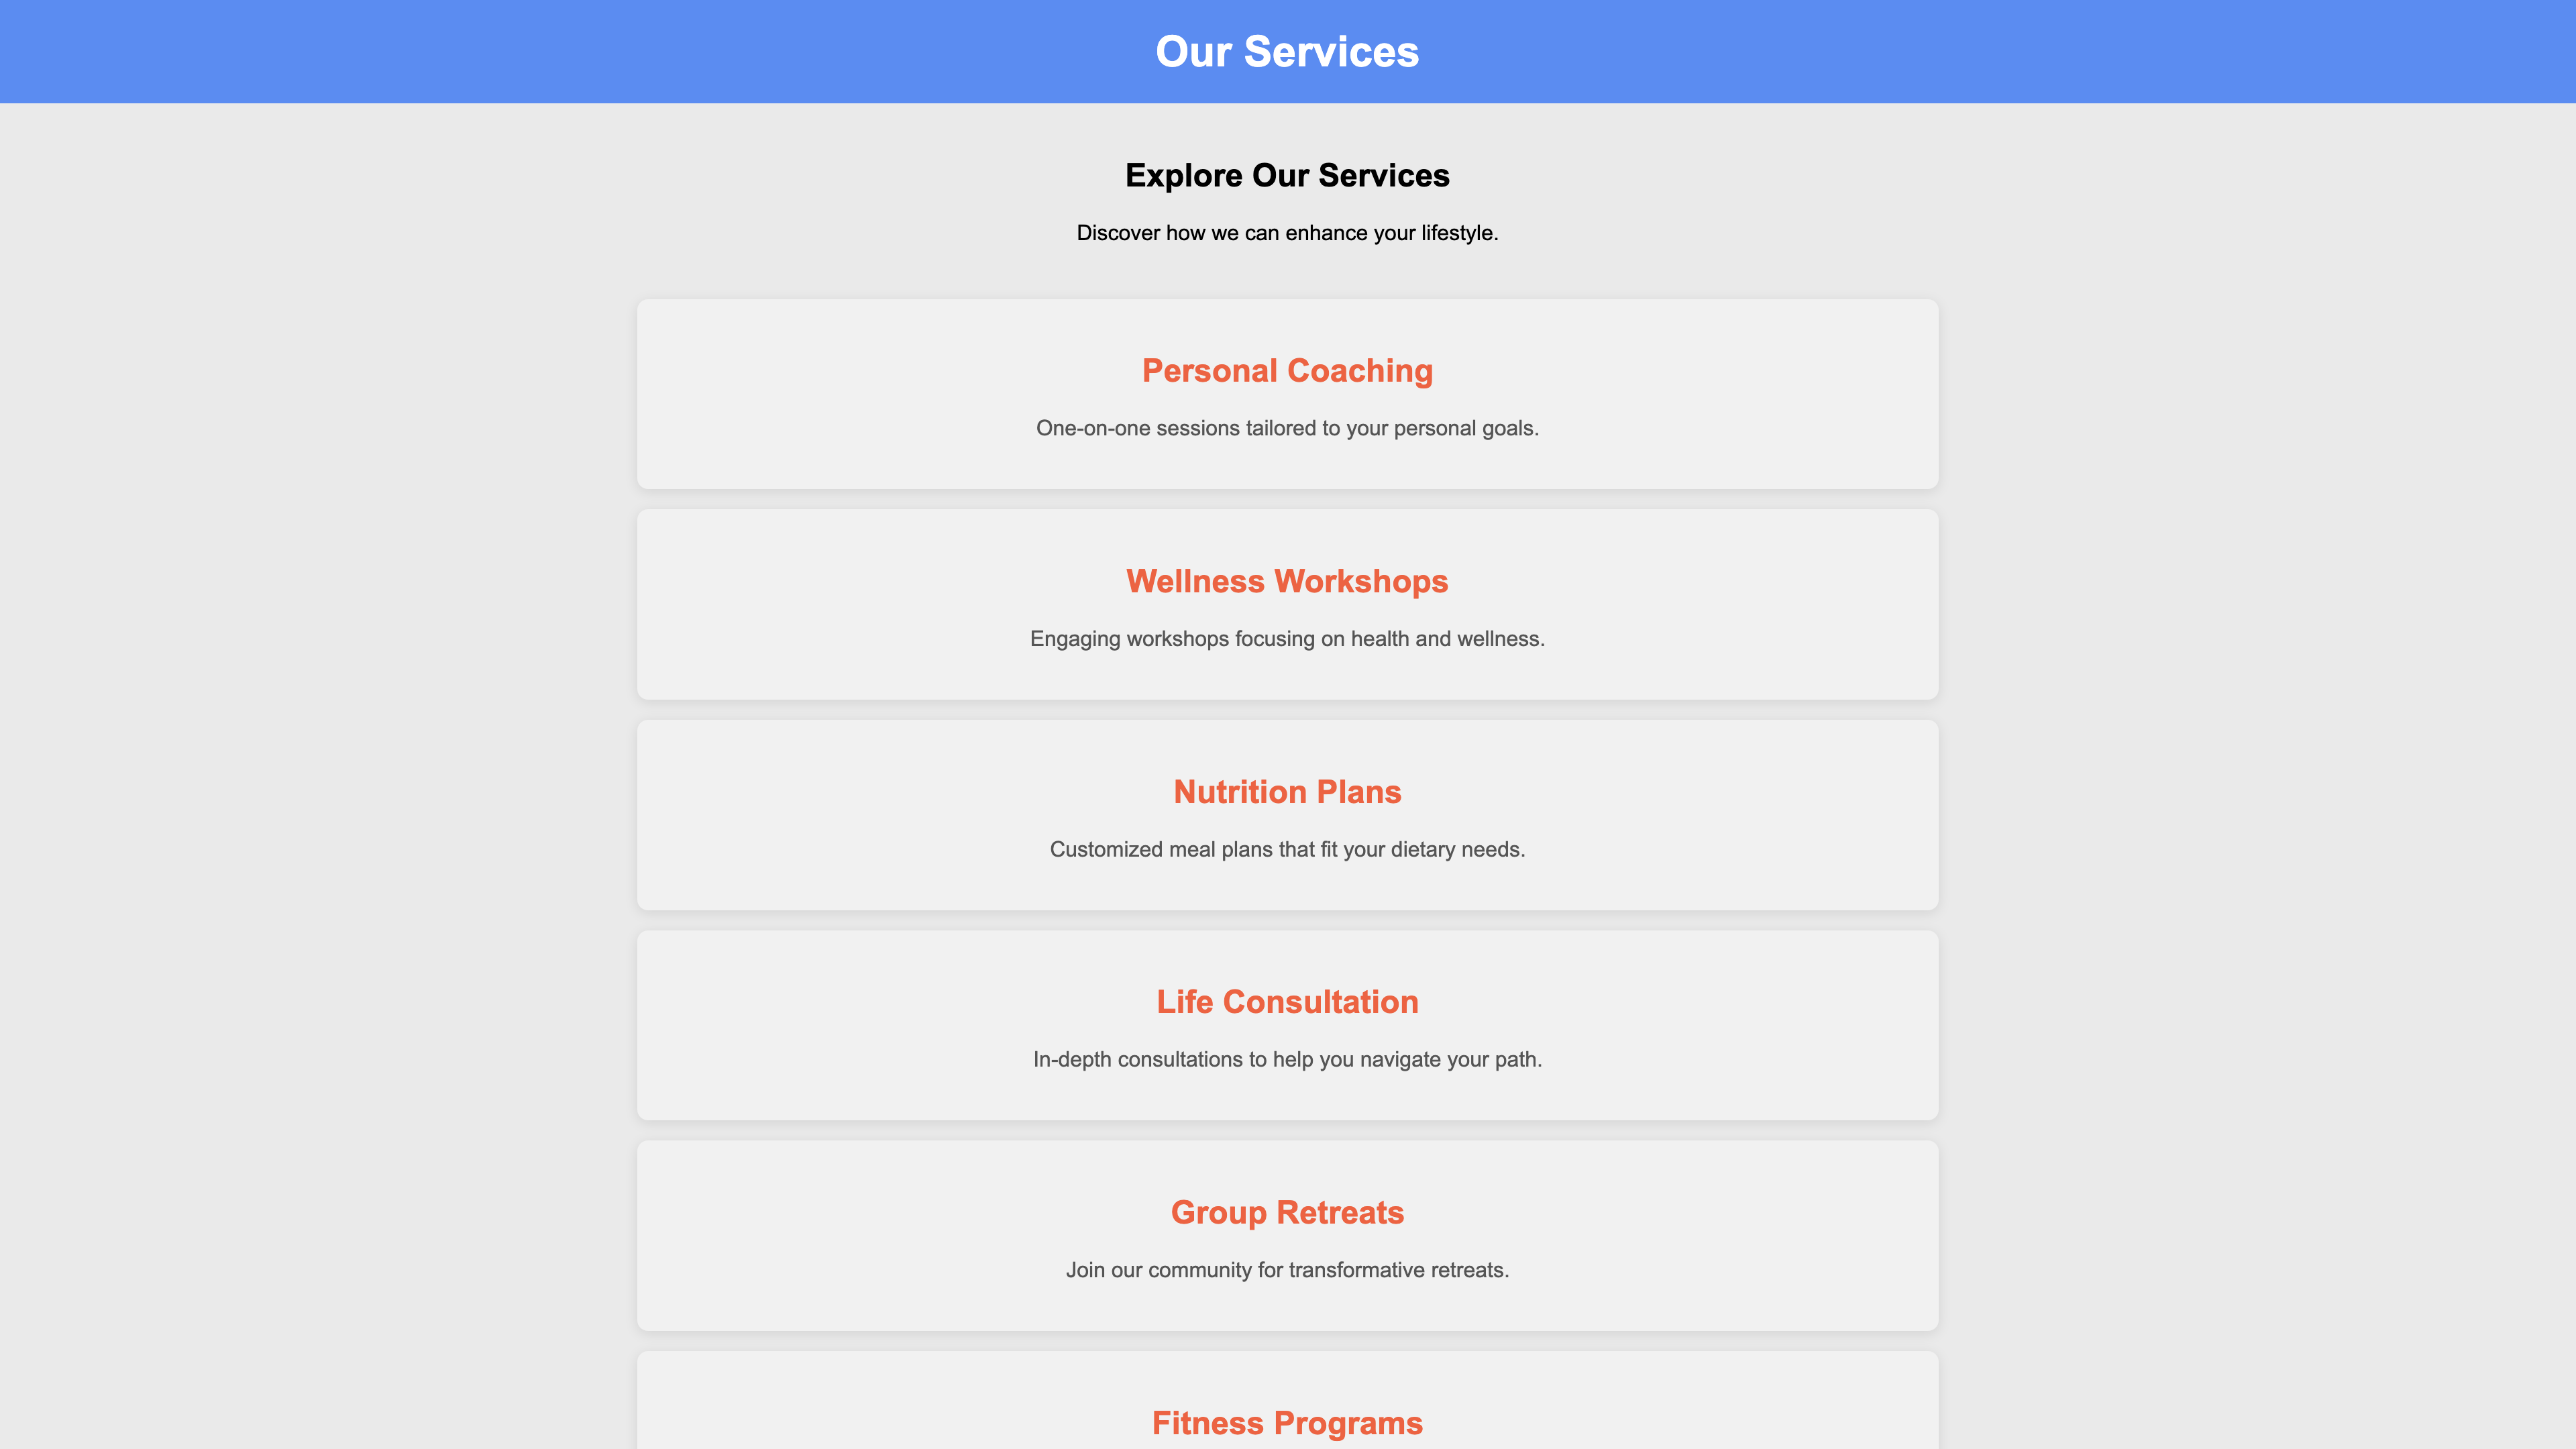 Our Services
Explore Our Services
Discover how we can enhance your lifestyle.
Personal Coaching
One-on-one sessions tailored to your personal goals.
Wellness Workshops
Engaging workshops focusing on health and wellness.
Nutrition Plans
Customized meal plans that fit your dietary needs.
Life Consultation
In-depth consultations to help you navigate your path.
Group Retreats
Join our community for transformative retreats.
Fitness Programs